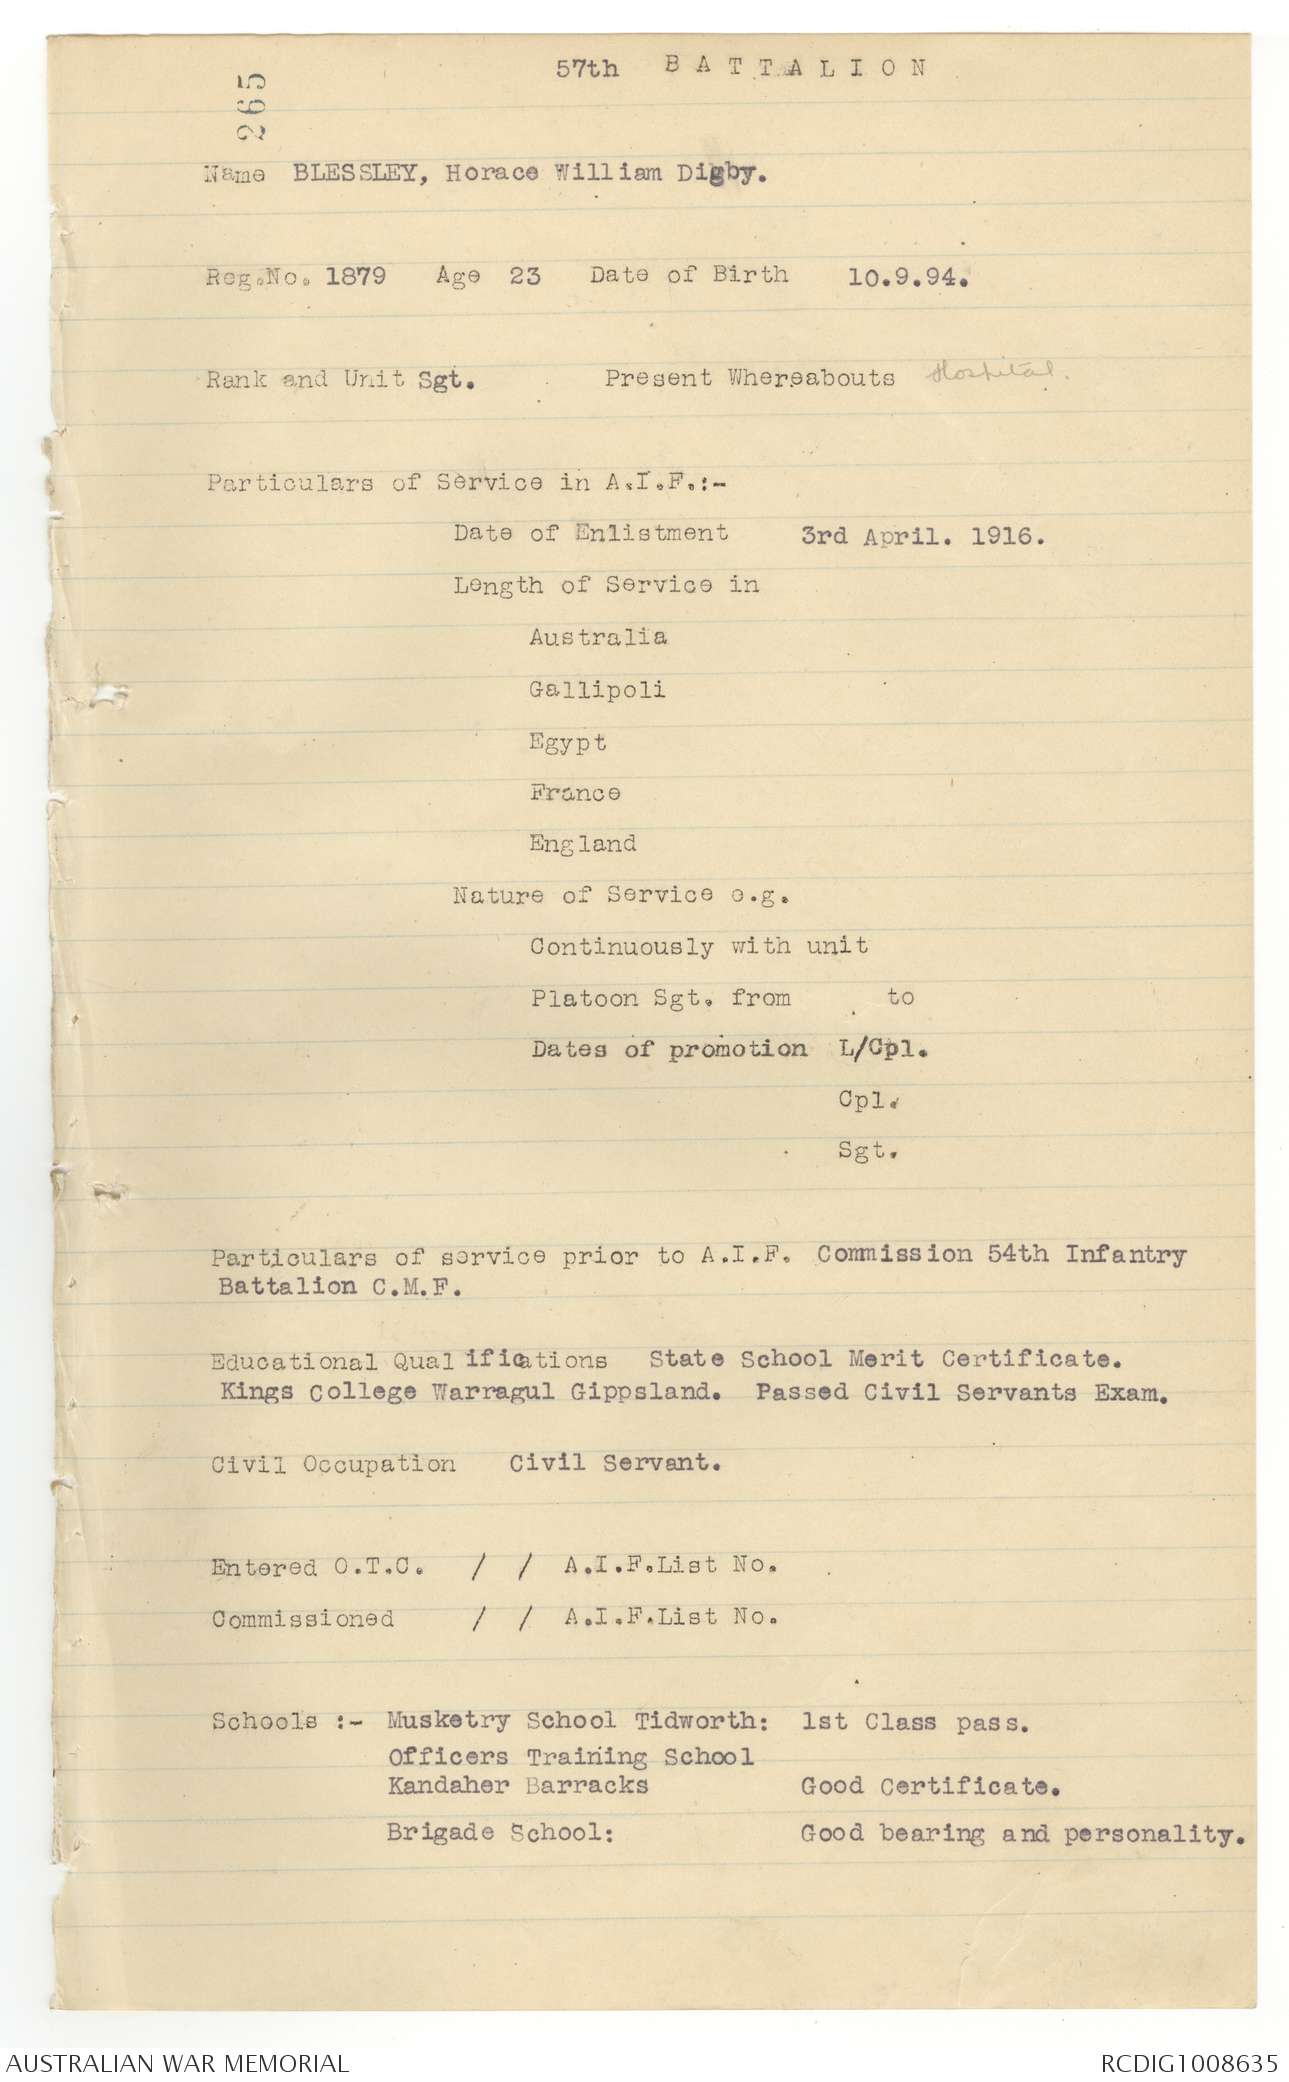 57th BATTALION
265
Name BLESSLEY, Horace William Digby.
Reg.No. 1879 Age 23 Date of Birth 10.9.94.
Rank and Unit Sgt. Present Whereabouts Hospital.
Particulars of Service in A.I.F.:-
Date of Enlistment 3rd April. 1916.
Length of Service in
Australia
Gallipoli
Egypt
France
England
Nature of Service e.g.
Continuously with unit
Platoon Sgt. from to
Dates of promotion L/Cpl.
Cpl.
Sgt.
Particulars of service prior to A.I.F. Commission 54th Infantry
Battalion C.M.F.
Educational Qualifications State School Merit Certificate.
Kings College Warragul Gippsland. Passed Civil Servants Exam.
Civil Occupation Civil Servant.
Entered O.T.C. / / A.I.F.List No.
Commissioned / / A.I.F.List No.
Schools :- Musketry School Tidworth: 1st Class pass.
Officers Training School
Kandaher Barracks Good Certificate.
Brigade School: Good bearing and personality.
AUSTRALIAN WAR MEMORIAL RCDIG1008635